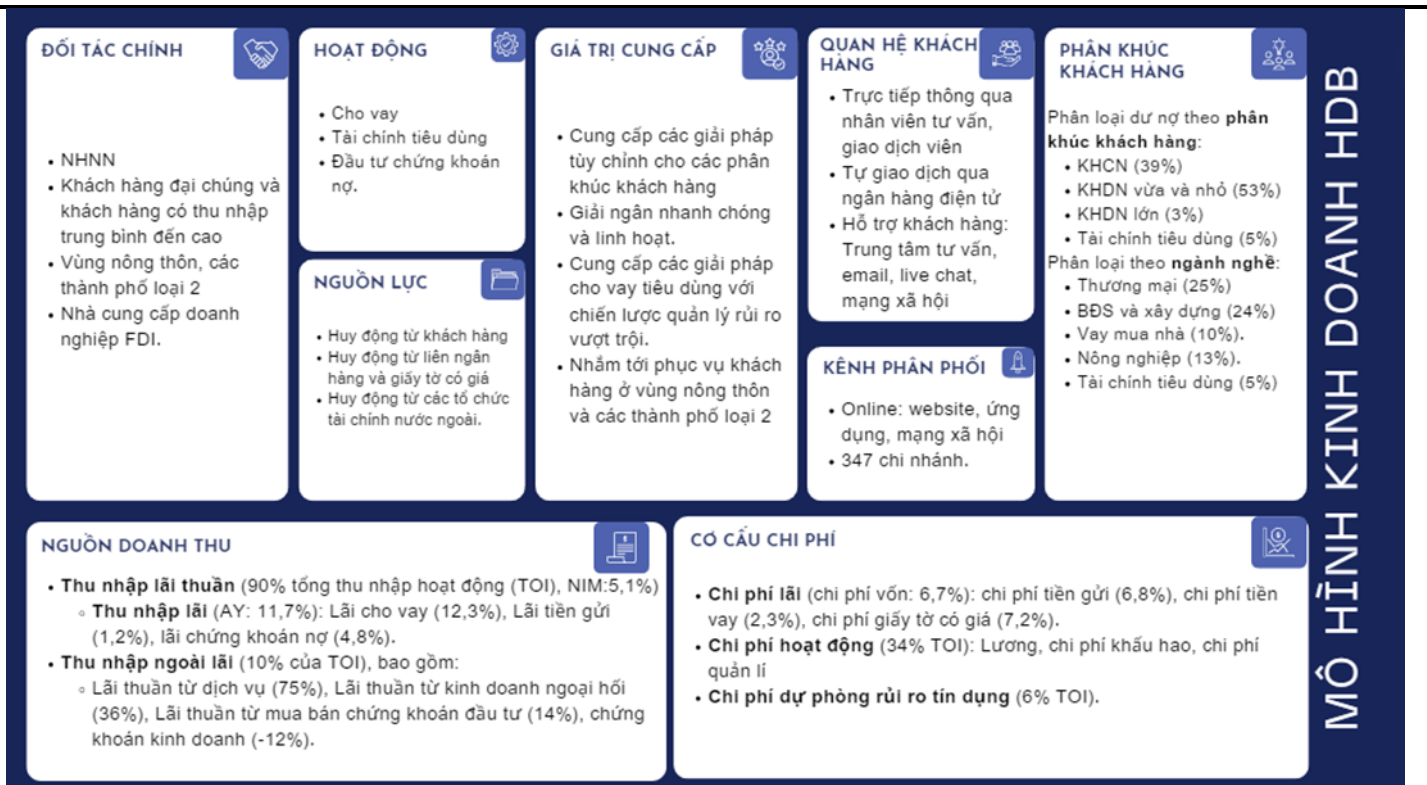 ĐỐI TÁC CHÍNH
• NHNN
• Khách hàng đại chúng và
khách hàng có thu nhập
trung bình đến cao
• Vùng nông thôn, các
thành phố loại 2
• Nhà cung cấp doanh
nghiệp FDI.
HOẠT ĐỘNG
• Cho vay
• Tài chính tiêu dùng
• Đầu tư chứng khoán
nợ.
NGUỒN LỰC
• Huy động từ khách hàng
• Huy động từ liên ngân
hàng và giấy tờ có giá
• Huy động từ các tổ chức
tài chính nước ngoài.
GIÁ TRỊ CUNG CẤP
• Cung cấp các giải pháp
tùy chỉnh cho các phân
khúc khách hàng
• Giải ngân nhanh chóng
và linh hoạt.
• Cung cấp các giải pháp
cho vay tiêu dùng với
chiến lược quản lý rủi ro
vượt trội.
• Nhắm tới phục vụ khách
hàng ở vùng nông thôn
và các thành phố loại 2
QUAN HỆ KHÁCH
HÀNG
• Trực tiếp thông qua
nhân viên tư vấn,
giao dịch viên
• Tự giao dịch qua
ngân hàng điện tử
• Hỗ trợ khách hàng:
Trung tâm tư vấn,
email, live chat,
mạng xã hội
KÊNH PHÂN PHỐI
• Online: website, ứng
dụng, mạng xã hội
• 347 chi nhánh.
PHÂN KHÚC
KHÁCH HÀNG
Phân loại dư nợ theo phân
khúc khách hàng:
• KHCN (39%)
• KHDN vừa và nhỏ (53%)
• KHDN lớn (3%)
• Tài chính tiêu dùng (5%)
Phân loại theo ngành nghề:
• Thương mại (25%)
• BĐS và xây dựng (24%)
• Vay mua nhà (10%).
• Nông nghiệp (13%).
• Tài chính tiêu dùng (5%)
NGUỒN DOANH THU
• Thu nhập lãi thuần (90% tổng thu nhập hoạt động (TOI), NIM:5,1%)
◦ Thu nhập lãi (AY: 11,7%): Lãi cho vay (12,3%), Lãi tiền gửi
(1,2%), lãi chứng khoán nợ (4,8%).
• Thu nhập ngoài lãi (10% của TOI), bao gồm:
◦ Lãi thuần từ dịch vụ (75%), Lãi thuần từ kinh doanh ngoại hối
(36%), Lãi thuần từ mua bán chứng khoán đầu tư (14%), chứng
khoán kinh doanh (-12%).
CƠ CẤU CHI PHÍ
• Chi phí lãi (chi phí vốn: 6,7%): chi phí tiền gửi (6,8%), chi phí tiền
vay (2,3%), chi phí giấy tờ có giá (7,2%).
• Chi phí hoạt động (34% TOI): Lương, chi phí khấu hao, chi phí
quản lí
• Chi phí dự phòng rủi ro tín dụng (6% TOI).
MÔ HÌNH KINH DOANH HDB